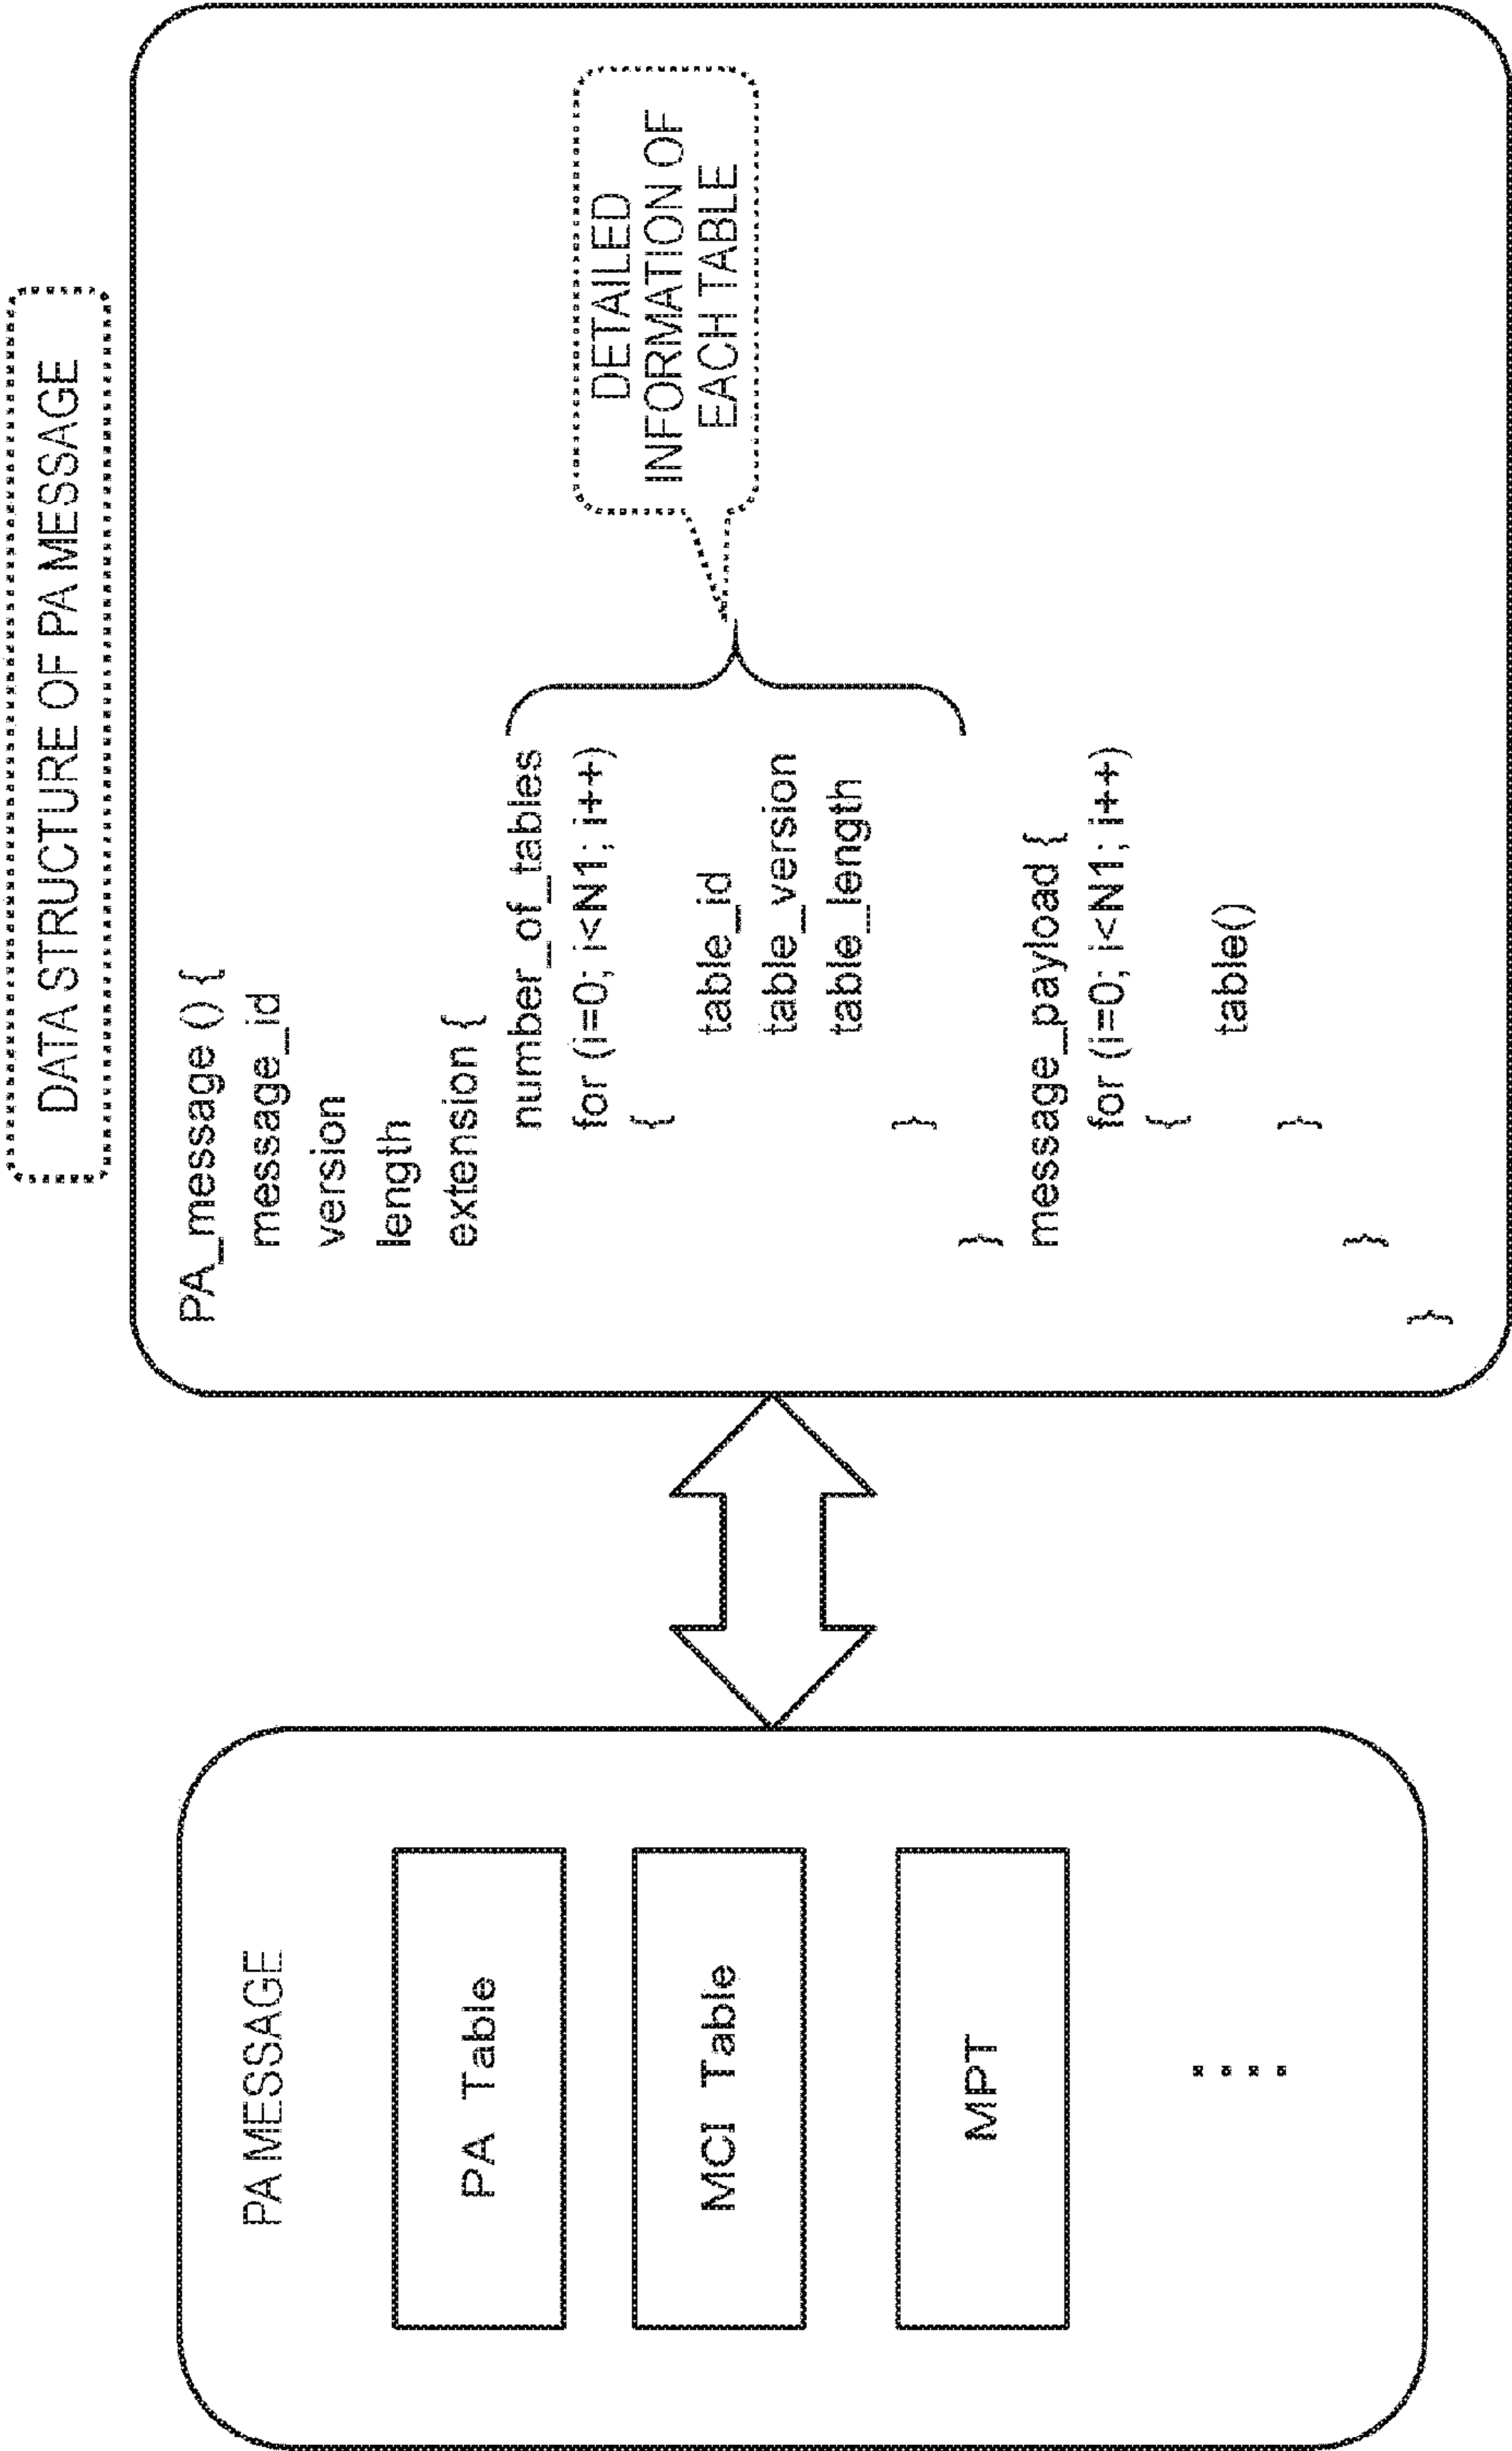 DATA STRUCTURE OF PA MESSAGE
PA MESSAGE
PA Table
MCI Table
MPT
PA_message () {
message_id
version
length
extension {
number_of_tables
for (i=0; i<N1; i++)
{
table_id
table_version
table_length
}
}
message_payload {
for (i=0; i<N1; i++)
{
table()
}
}
}
DETAILED
INFORMATION OF
EACH TABLE